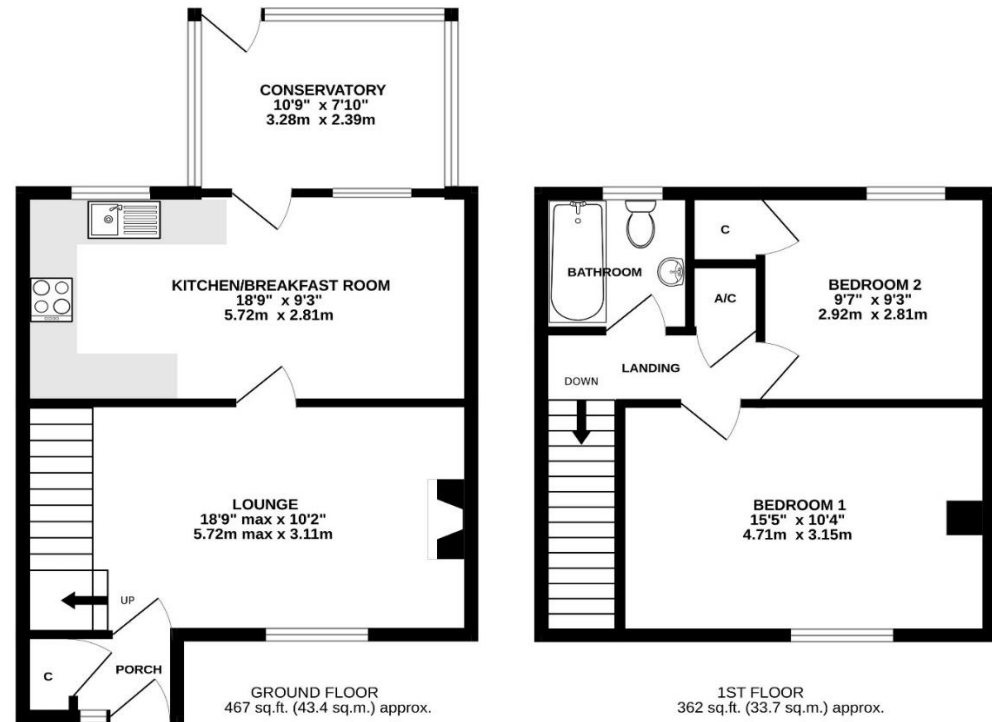 CONSERVATORY
10'9" x 7'10"
3.28m x 2.39m
KITCHEN/BREAKFAST ROOM
18'9" x 9'3"
5.72m x 2.81m
LOUNGE
18'9" max x 10'2"
5.72m max x 3.11m
UP
C
PORCH
GROUND FLOOR
467 sq.ft. (43.4 sq.m.) approx.
BATHROOM
C
A/C
BEDROOM 2
9'7" x 9'3"
2.92m x 2.81m
LANDING
DOWN
BEDROOM 1
15'5" x 10'4"
4.71m x 3.15m
1ST FLOOR
362 sq.ft. (33.7 sq.m.) approx.